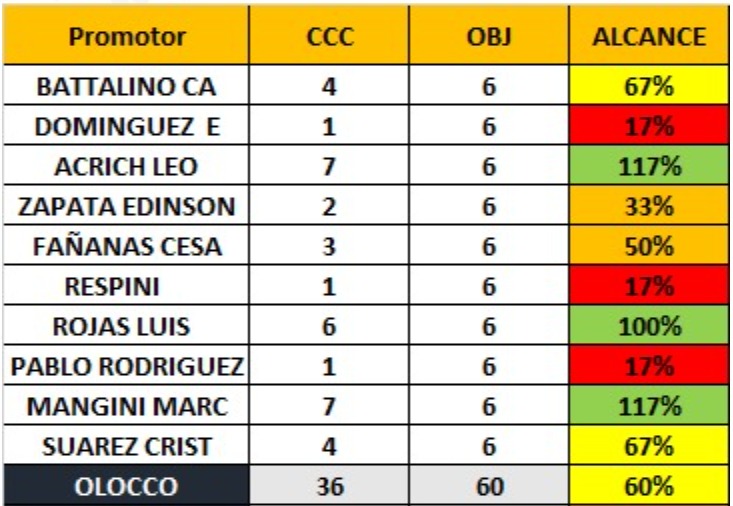 Promotor CCC OBJ ALCANCE
BATTALINO CA 4 6 67%
DOMINGUEZ E 1 6 17%
ACRICH LEO 7 6 117%
ZAPATA EDINSON 2 6 33%
FAÑANAS CESA 3 6 50%
RESPINI 1 6 17%
ROJAS LUIS 6 6 100%
PABLO RODRIGUEZ 1 6 17%
MANGINI MARC 7 6 117%
SUAREZ CRIST 4 6 67%
OLOCCO 36 60 60%